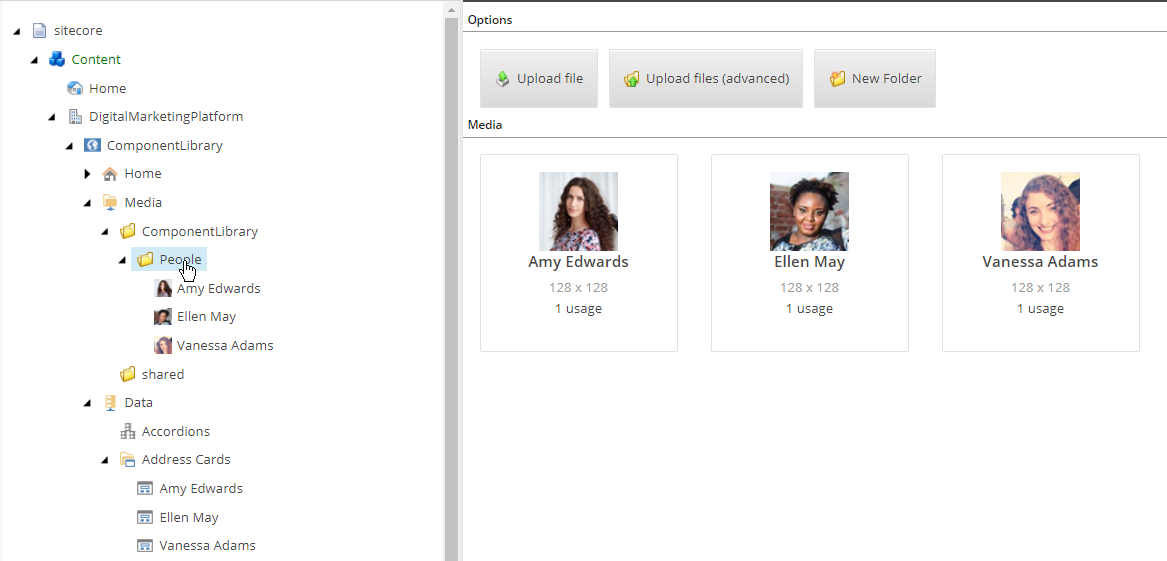 sitecore
Content
Home
DigitalMarketingPlatform
ComponentLibrary
Home
Media
ComponentLibrary
People
Amy Edwards
Ellen May
Vanessa Adams
shared
Data
Accordions
Address Cards
Amy Edwards
Ellen May
Vanessa Adams
Options
Upload file
Upload files (advanced)
New Folder
Media
Amy Edwards
128 x 128
1 usage
Ellen May
128 x 128
1 usage
Vanessa Adams
128 x 128
1 usage